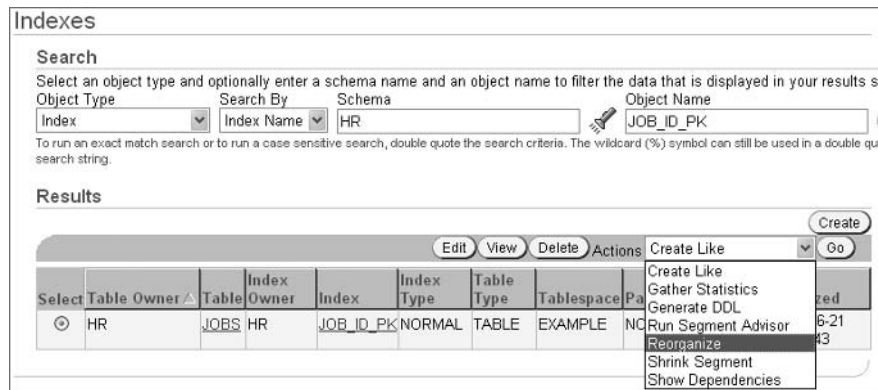 Indexes
Search
Select an object type and optionally enter a schema name and an object name to filter the data that is displayed in your results
Object Type Search By Schema Object Name
Index Index Name HR JOB_ID_PK
To run an exact match search or to run a case sensitive search, double quote the search criteria. The wildcard (%) symbol can still be used in a double
search string.
Results
Create
Edit View Delete Actions Create Like Go
Select Table Owner Table Index Owner Index Index Type Table Type Tablespace
HR JOBS HR JOB_ID_PK NORMAL TABLE EXAMPLE
Create Like
Gather Statistics
Generate DDL
Run Segment Advisor
Reorganize
Shrink Segment
Show Dependencies